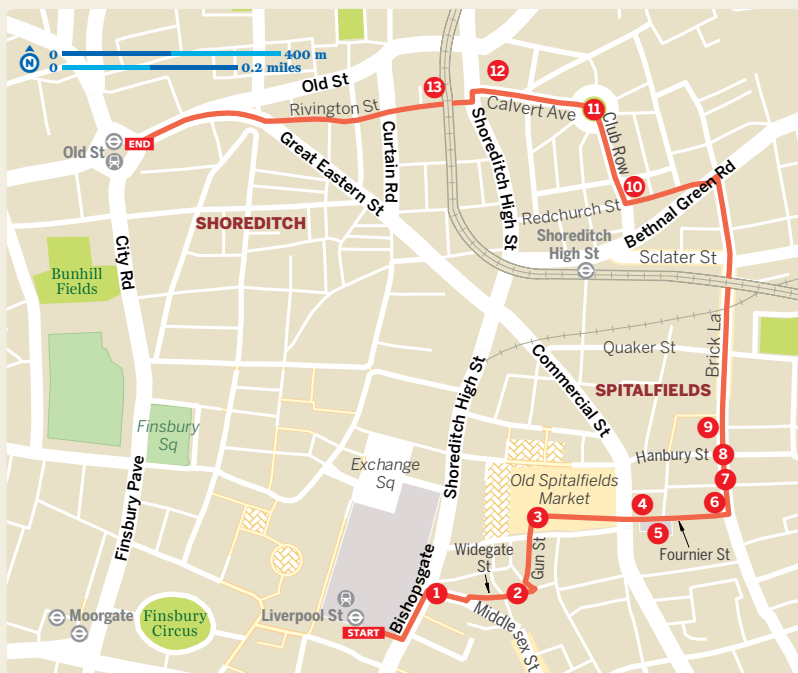 N
0
400 m
0
0.2 miles
Old St
Rivington St
13
12
Calvert Ave
11
Club Row
Old St
END
Great Eastern St
Curtain Rd
Shoreditch High St
10
Redchurch St
Bethnal Green Rd
SHOREDITCH
City Rd
Shoreditch
High St
Sclater St
Bunhill
Fields
Brick La
Quaker St
Commercial St
SPITALFIELDS
Shoreditch High St
Finsbury
Sq
9
Hanbury St
8
Exchange
Sq
Old Spitalfields
Market
7
6
4
3
5
Finsbury Pave
Fournier St
Gun St
Widegate
St
Bishopsgate
1
2
Middle sex St
Moorgate
Finsbury
Circus
Liverpool St
START